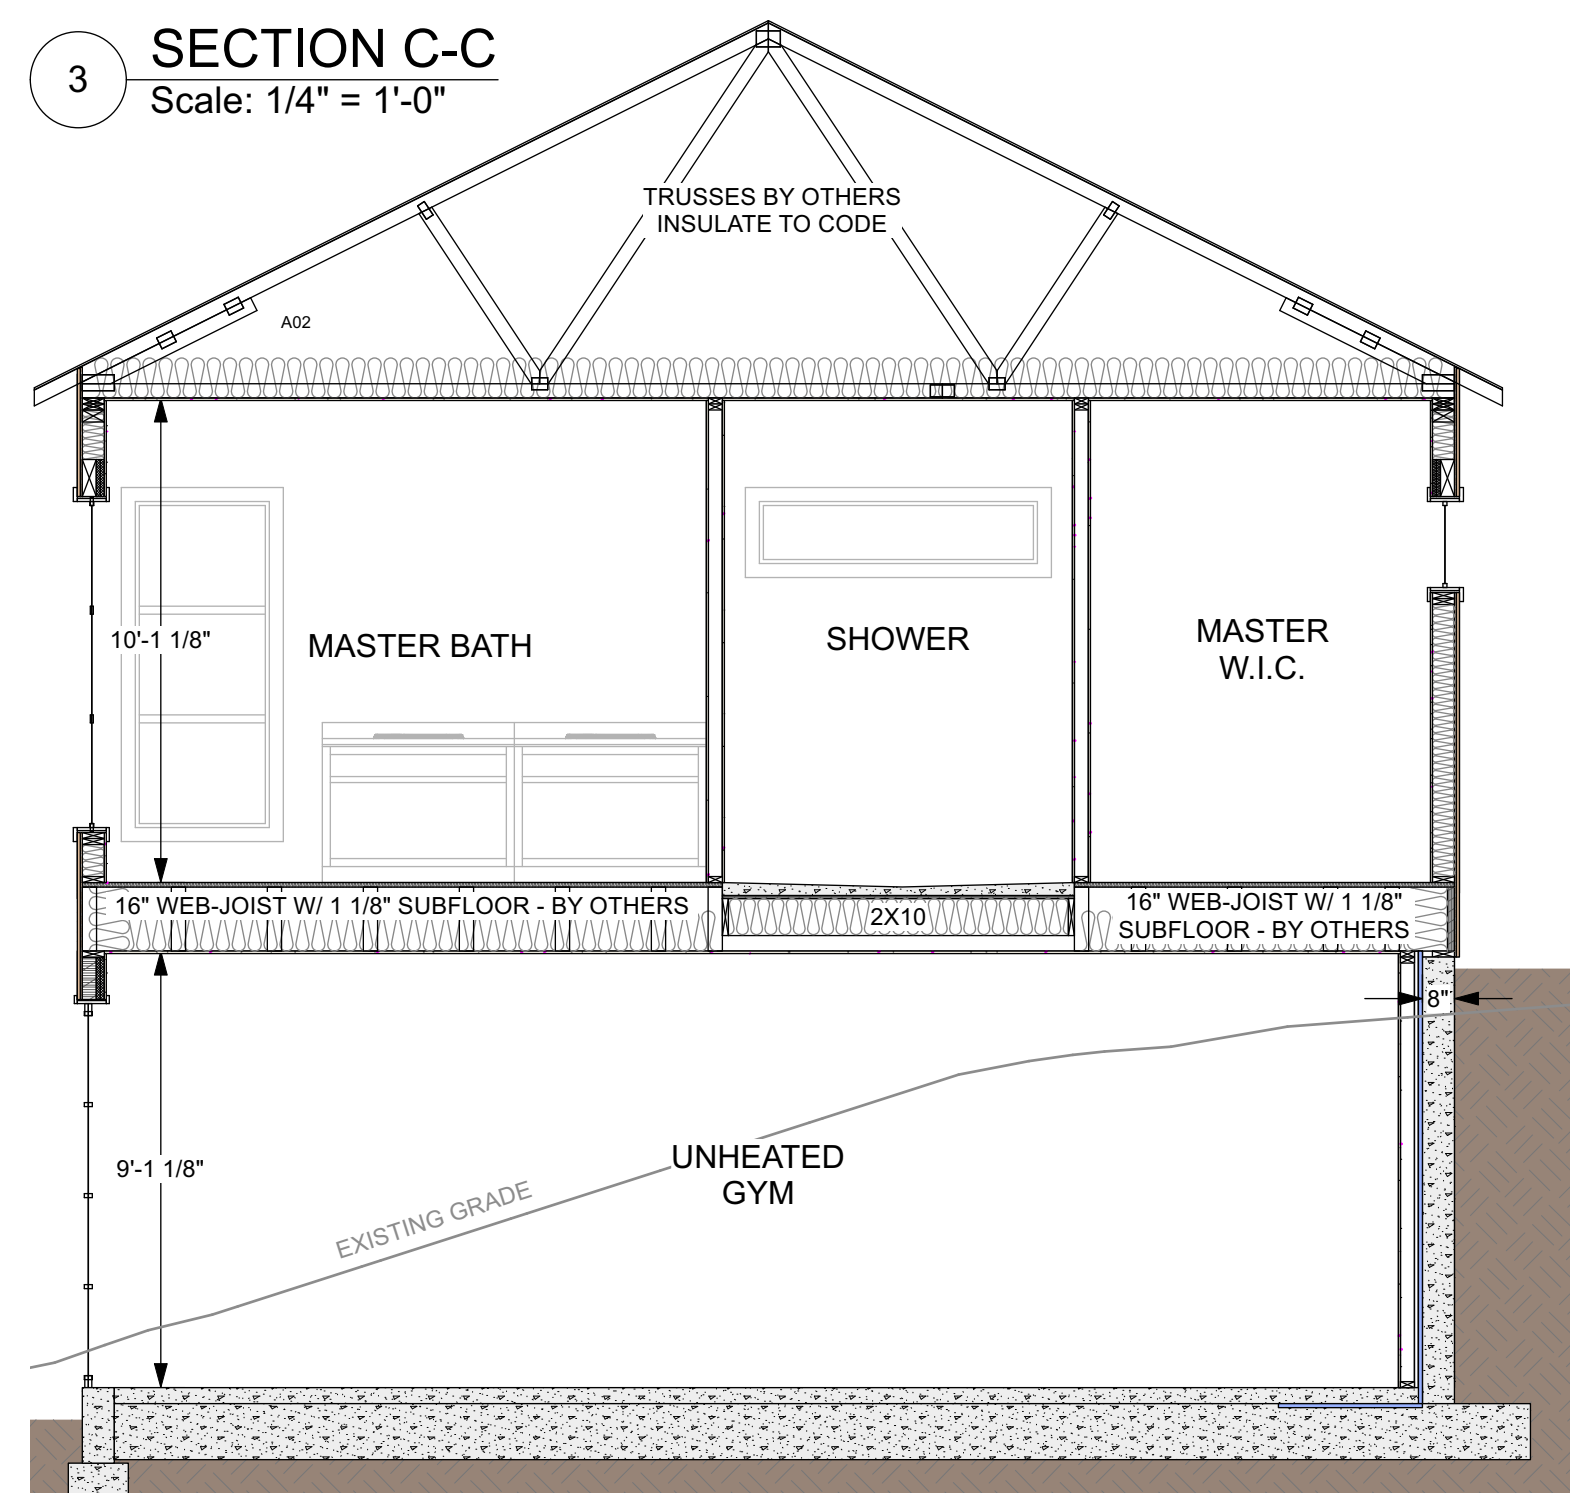 3
SECTION C-C
Scale: 1/4" = 1'-0"
TRUSSES BY OTHERS
INSULATE TO CODE
A02
10'-1 1/8"
MASTER BATH
SHOWER
MASTER
W.I.C.
16" WEB-JOIST W/ 1 1/8" SUBFLOOR - BY OTHERS
2X10
16" WEB-JOIST W/ 1 1/8"
SUBFLOOR - BY OTHERS
8"
9'-1 1/8"
UNHEATED
GYM
EXISTING GRADE